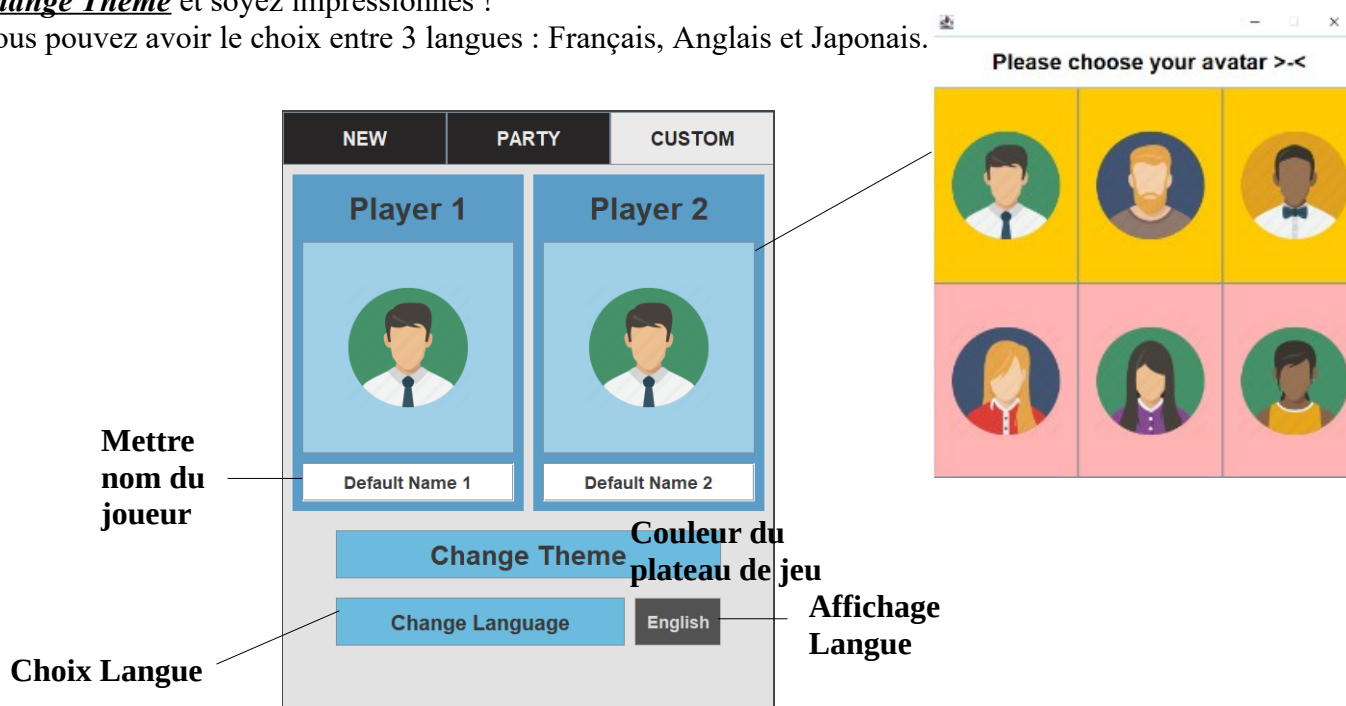 hange Theme et soyez impressionnés !
ous pouvez avoir le choix entre 3 langues : Français, Anglais et Japonais.
Please choose your avatar >-<
NEW
PARTY
CUSTOM
Player 1
Player 2
Mettre
nom du
joueur
Default Name 1
Default Name 2
Change Theme
Couleur du
plateau de jeu
Change Language
English
Affichage
Langue
Choix Langue